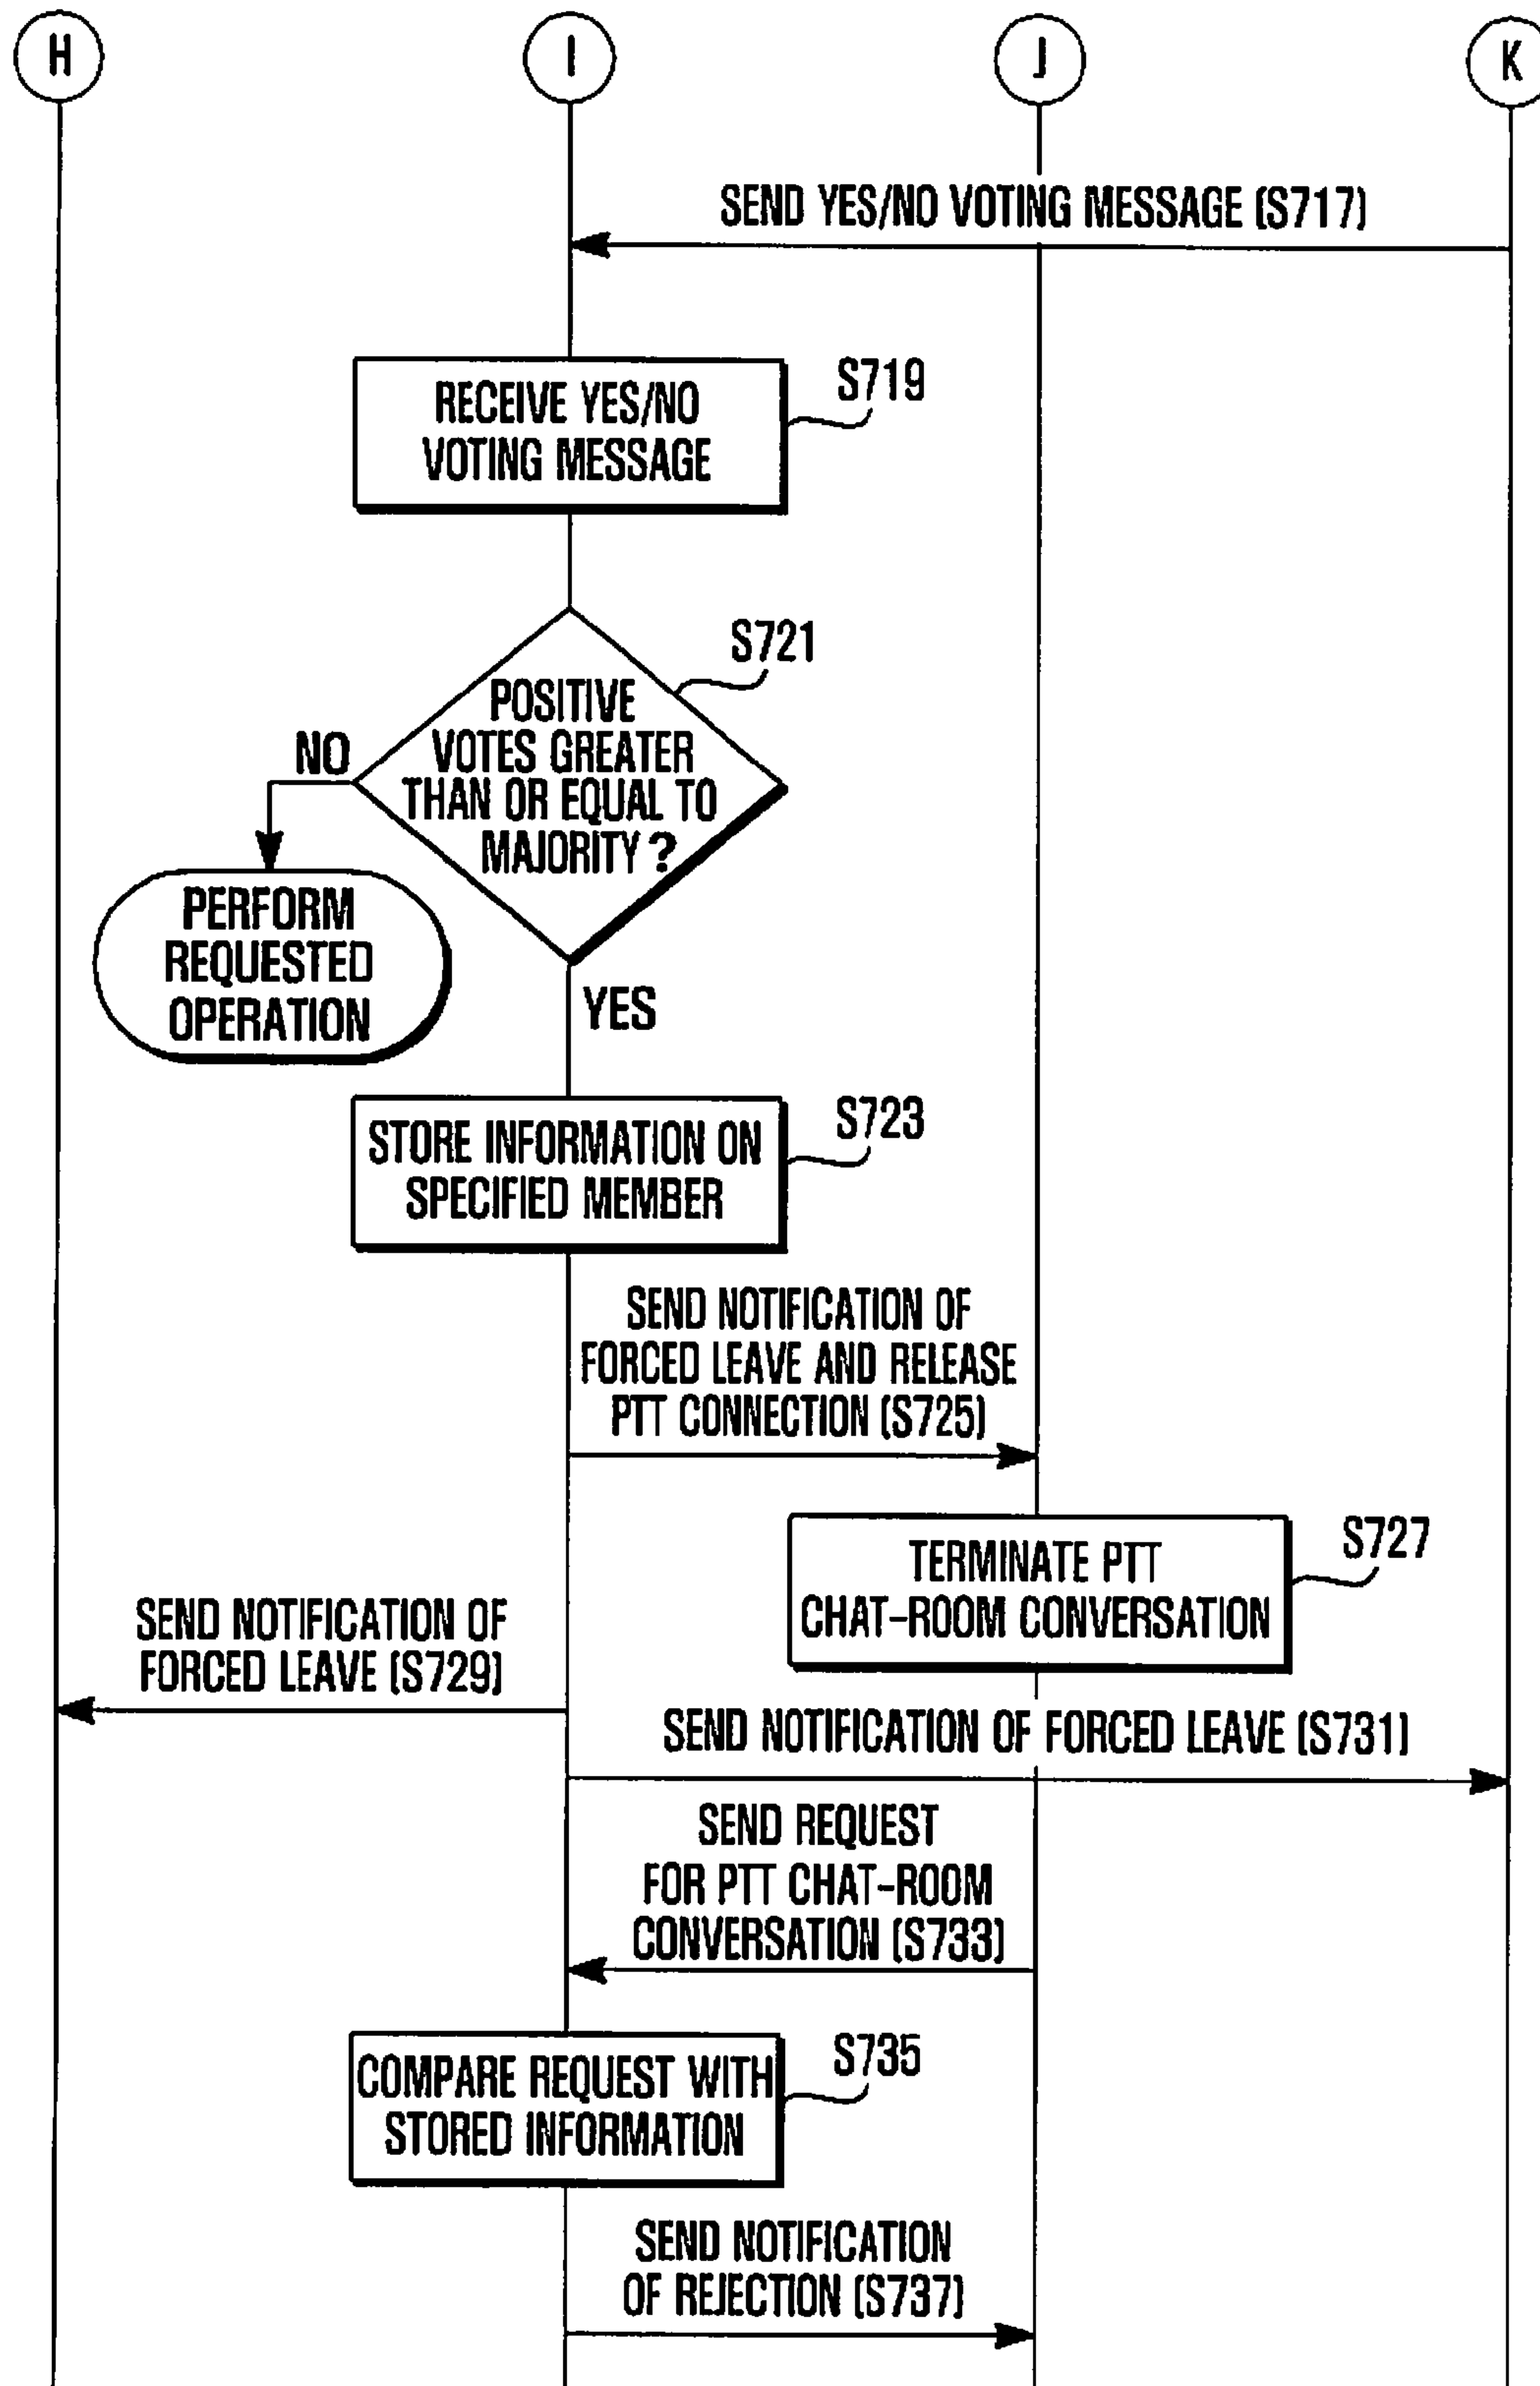 H I J K
SEND YES/NO VOTING MESSAGE (S717)
RECEIVE YES/NO
VOTING MESSAGE
S719
S721
POSITIVE
VOTES GREATER
THAN OR EQUAL TO
MAJORITY ?
NO
PERFORM
REQUESTED
OPERATION
YES
STORE INFORMATION ON
SPECIFIED MEMBER
S723
SEND NOTIFICATION OF
FORCED LEAVE AND RELEASE
PTT CONNECTION (S725)
TERMINATE PTT
CHAT-ROOM CONVERSATION
S727
SEND NOTIFICATION OF
FORCED LEAVE (S729)
SEND NOTIFICATION OF FORCED LEAVE (S731)
SEND REQUEST
FOR PTT CHAT-ROOM
CONVERSATION (S733)
COMPARE REQUEST WITH
STORED INFORMATION
S735
SEND NOTIFICATION
OF REJECTION (S737)